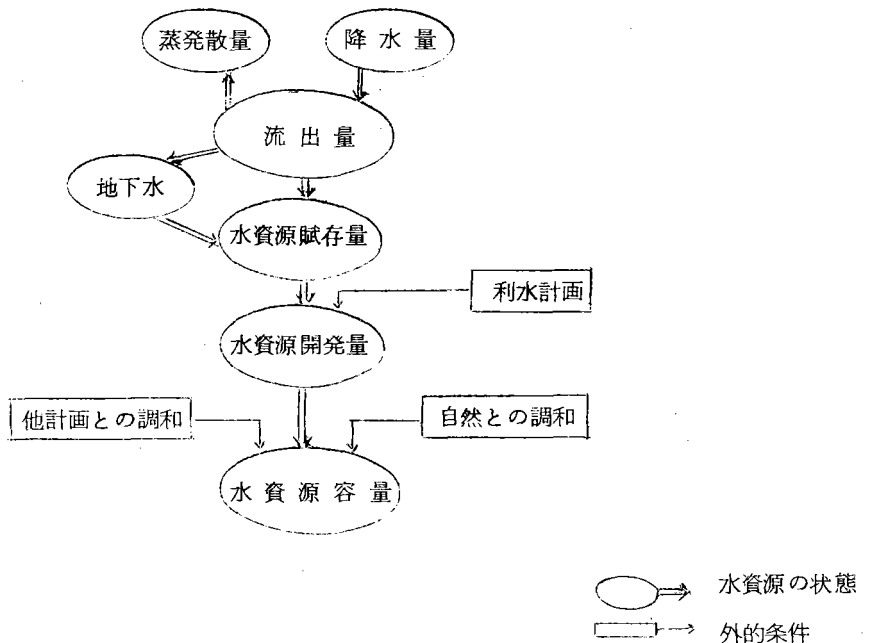 蒸発散量
降水量
流出量
地下水
水資源賦存量
利水計画
水資源開発量
他計画との調和
自然との調和
水資源容量
水資源の状態
外的条件